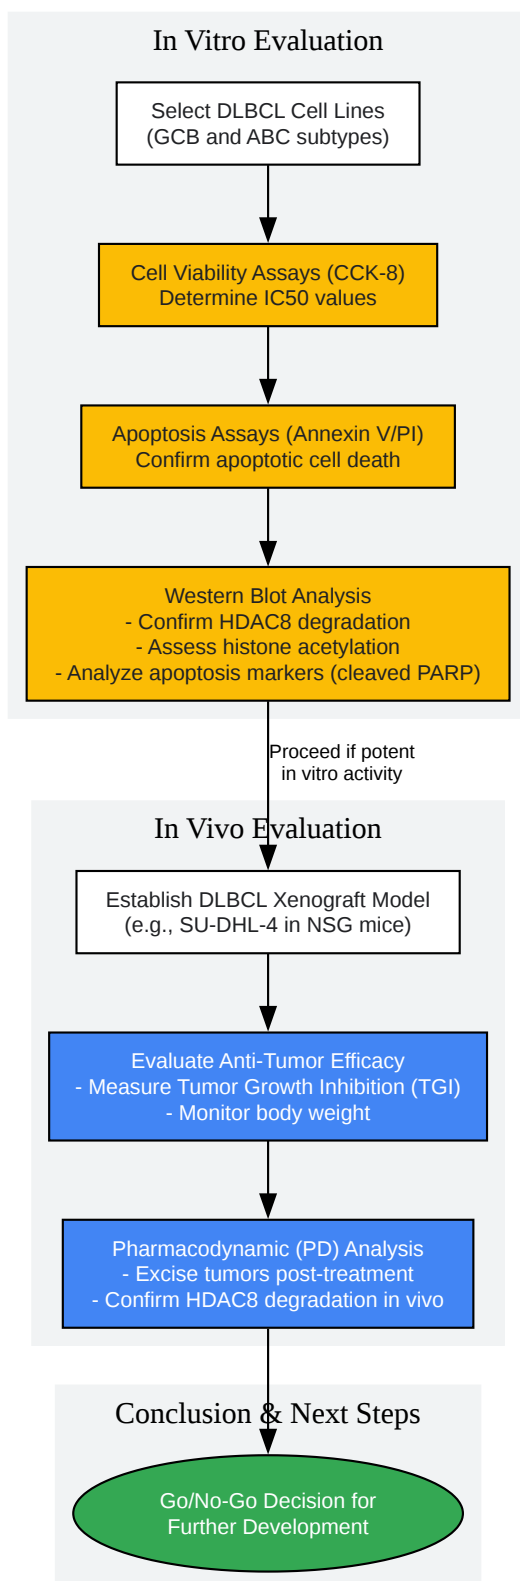 In Vitro Evaluation
Select DLBCL Cell Lines
(GCB and ABC subtypes)
Cell Viability Assays (CCK-8)
Determine IC50 values
Apoptosis Assays (Annexin V/PI)
Confirm apoptotic cell death
Western Blot Analysis
- Confirm HDAC8 degradation
- Assess histone acetylation
- Analyze apoptosis markers (cleaved PARP)
Proceed if potent
in vitro activity
In Vivo Evaluation
Establish DLBCL Xenograft Model
(e.g., SU-DHL-4 in NSG mice)
Evaluate Anti-Tumor Efficacy
- Measure Tumor Growth Inhibition (TGI)
- Monitor body weight
Pharmacodynamic (PD) Analysis
- Excise tumors post-treatment
- Confirm HDAC8 degradation in vivo
Conclusion & Next Steps
Go/No-Go Decision for
Further Development